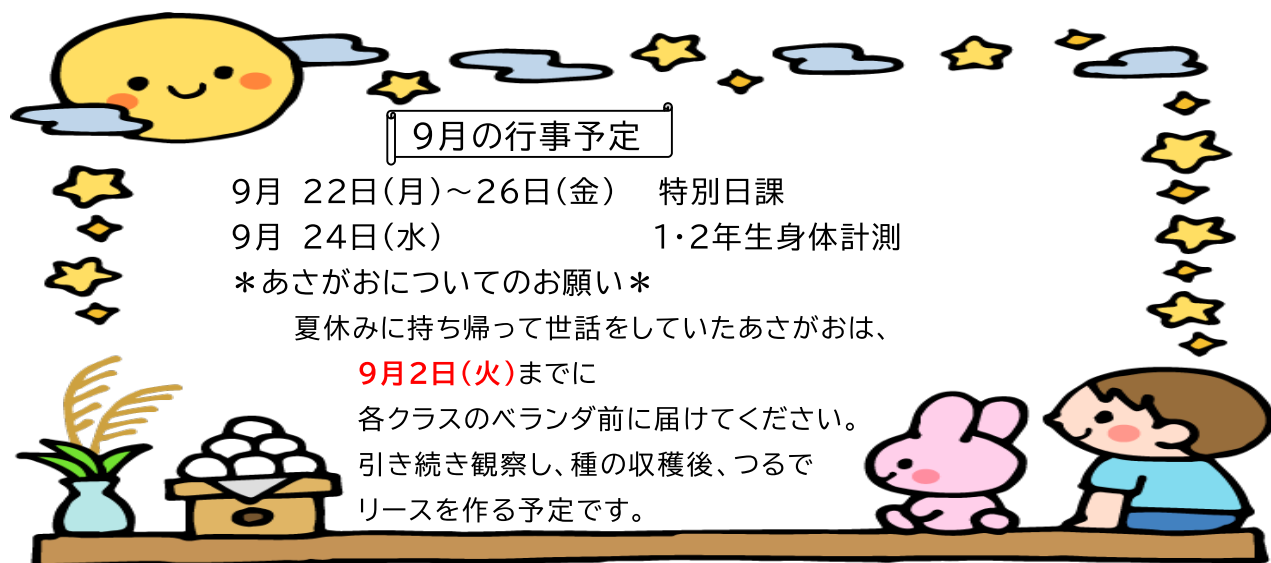 9月の行事予定
9月 22日(月)～26日(金) 特別日課
9月 24日(水) 1・2年生身体計測
＊あさがおについてのお願い＊
夏休みに持ち帰って世話をしていたあさがおは、
9月2日(火)までに
各クラスのベランダ前に届けてください。
引き続き観察し、種の収穫後、つるで
リースを作る予定です。